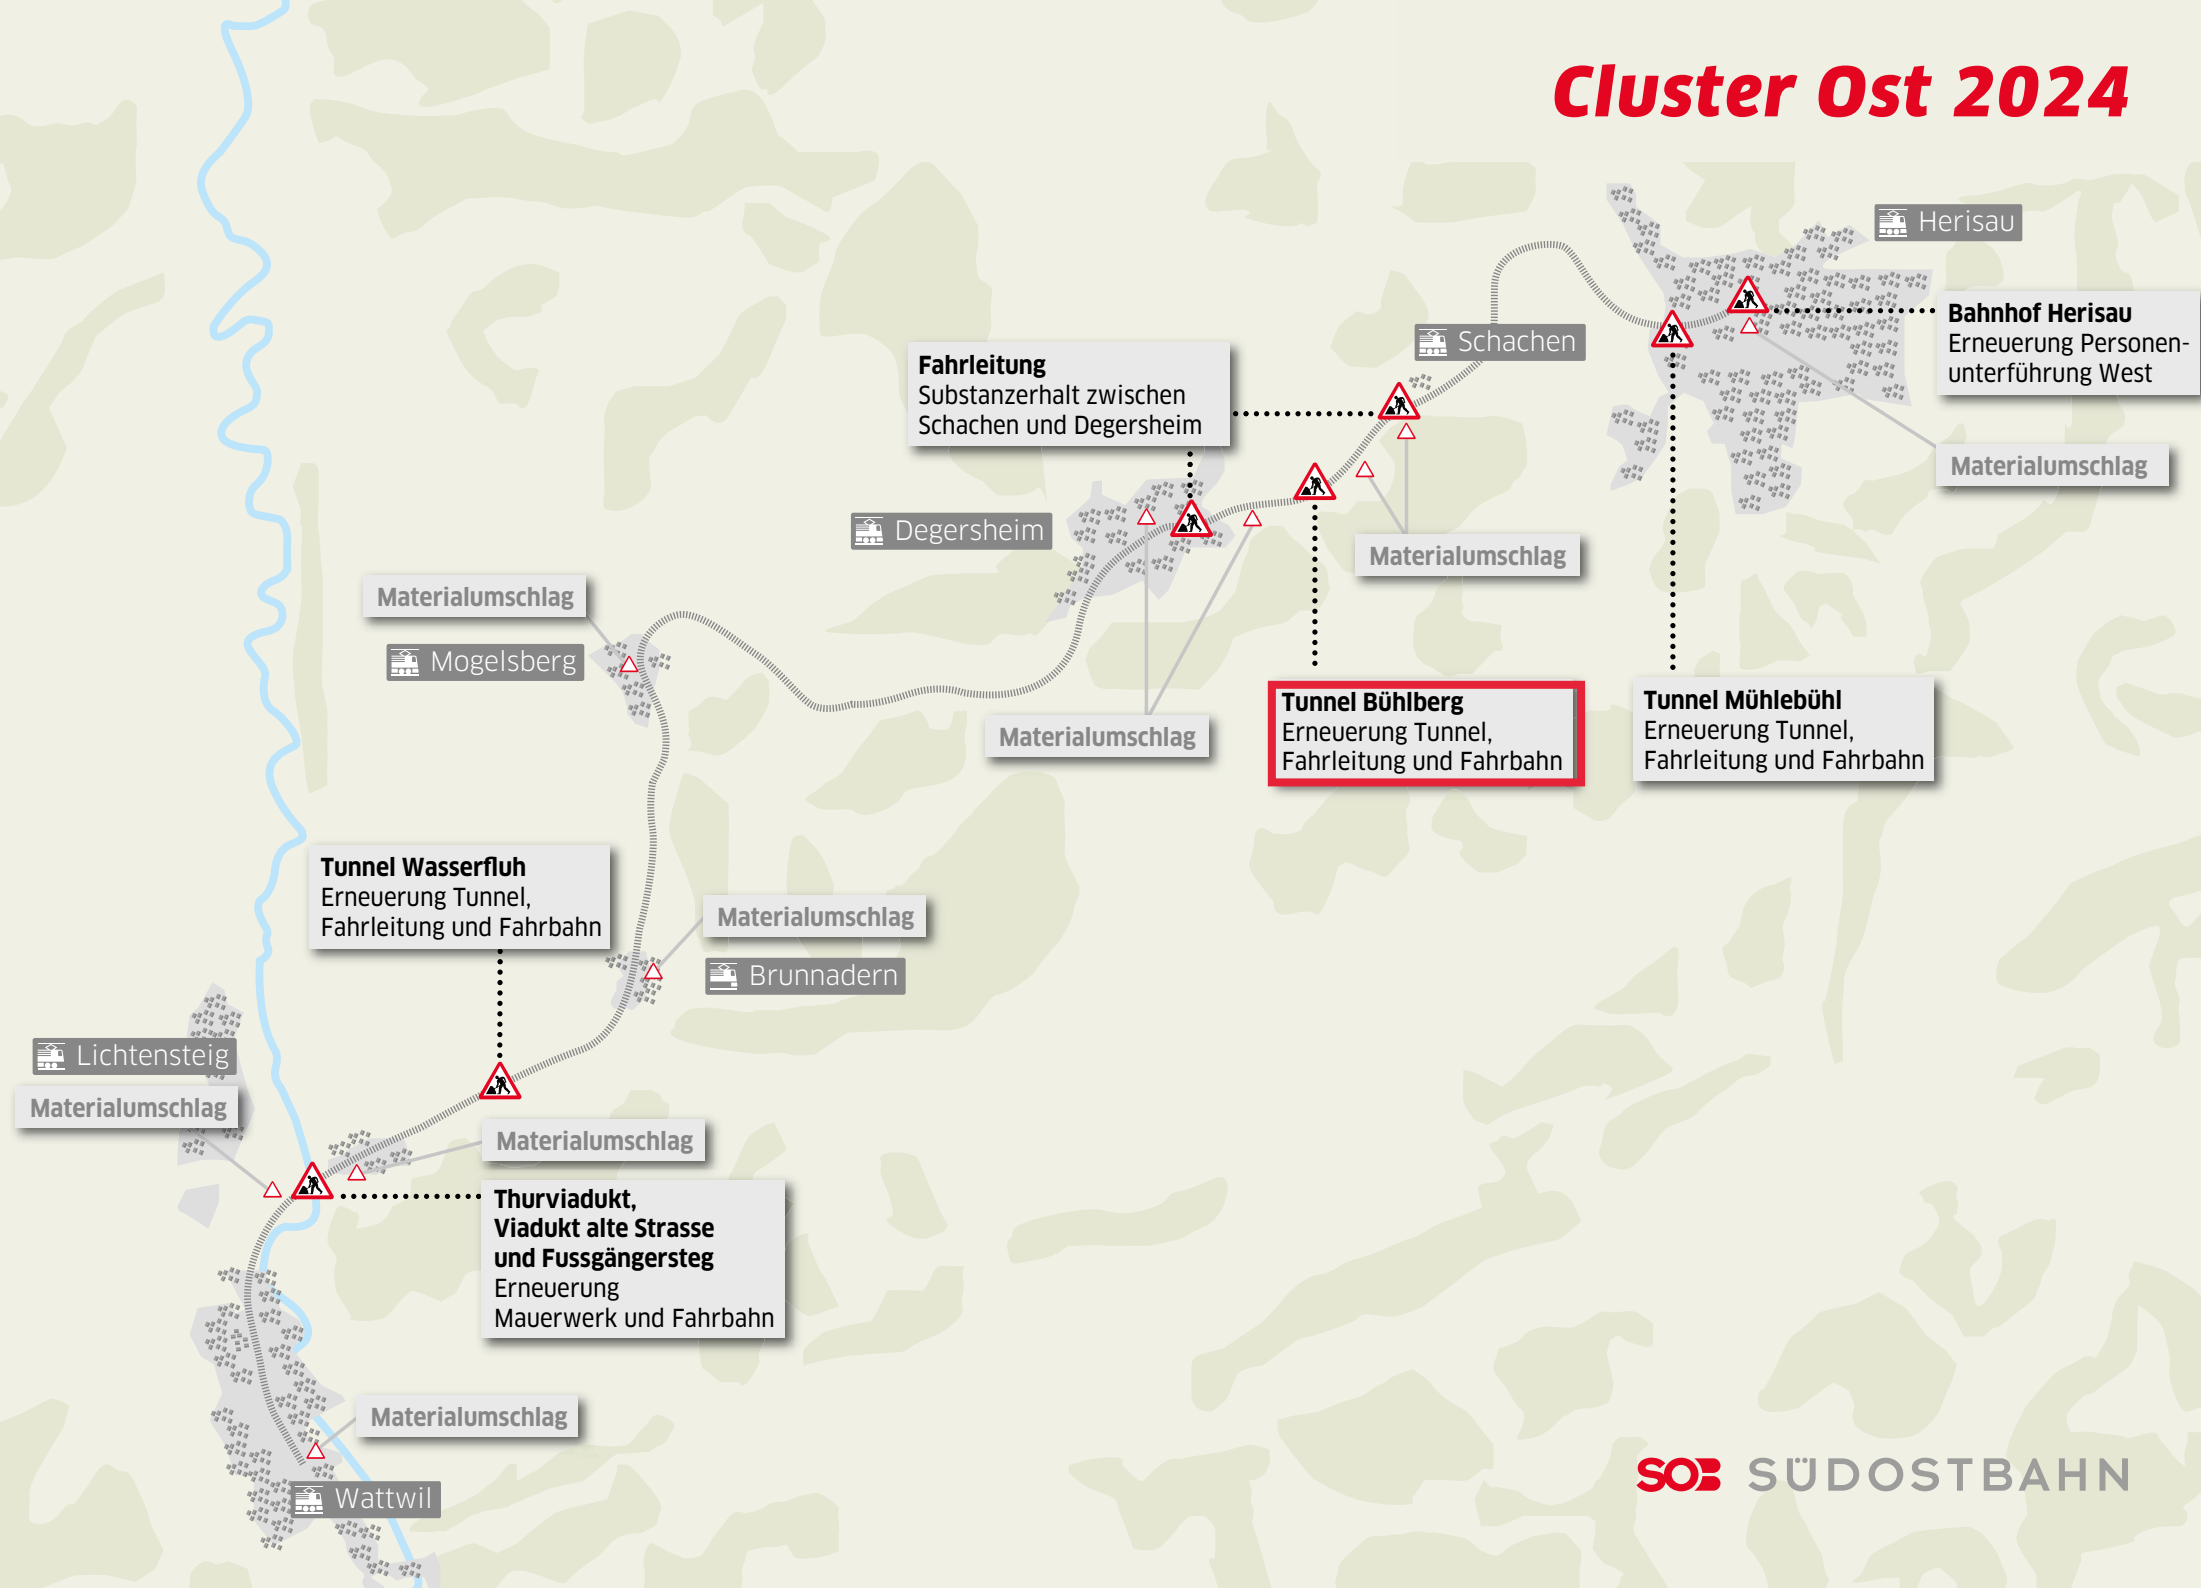 Cluster Ost 2024
Herisau
Bahnhof Herisau
Erneuerung Personen-
unterführung West
Materialumschlag
Schachen
Fahrleitung
Substanzerhalt zwischen
Schachen und Degersheim
Degersheim
Materialumschlag
Materialumschlag
Mogelsberg
Materialumschlag
Tunnel Bühlberg
Erneuerung Tunnel,
Fahrleitung und Fahrbahn
Tunnel Mühlebühl
Erneuerung Tunnel,
Fahrleitung und Fahrbahn
Tunnel Wasserfluh
Erneuerung Tunnel,
Fahrleitung und Fahrbahn
Materialumschlag
Brunnadern
Lichtensteig
Materialumschlag
Materialumschlag
Thurviadukt,
Viadukt alte Strasse
und Fussgängersteg
Erneuerung
Mauerwerk und Fahrbahn
Materialumschlag
Wattwil
SOB SÜDOSTBAHN